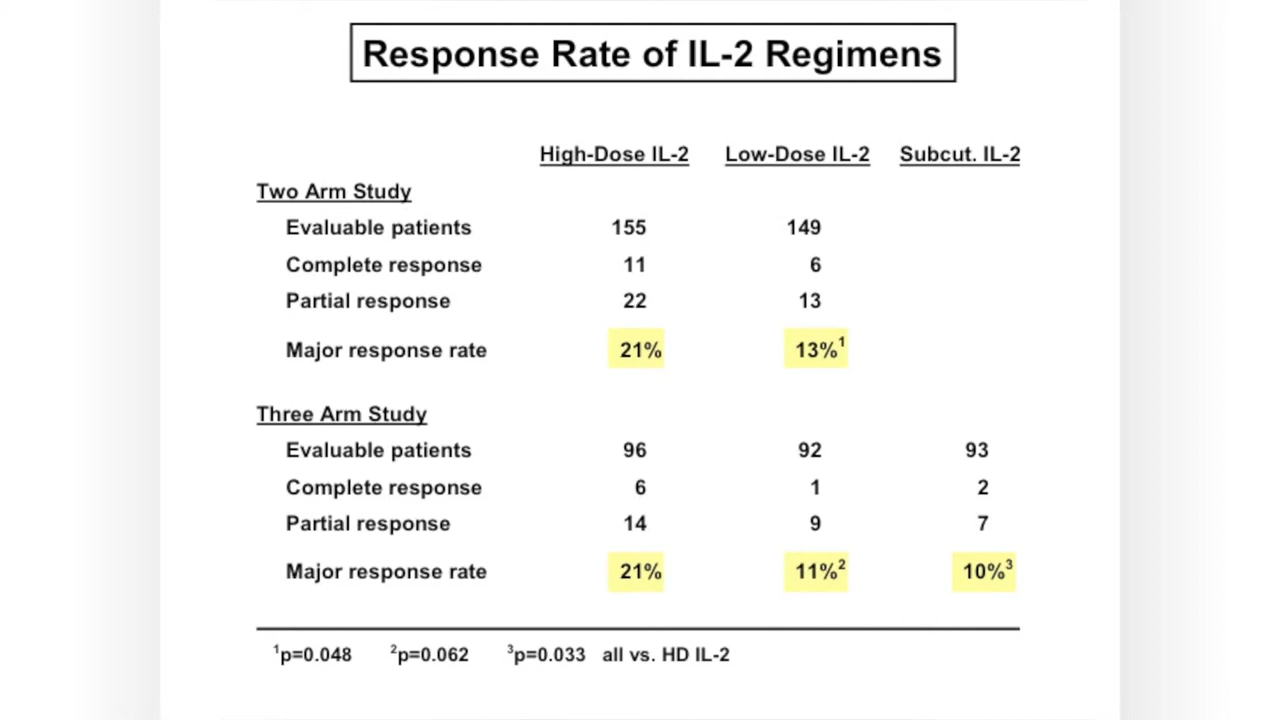 Response Rate of IL-2 Regimens
High-Dose IL-2 Low-Dose IL-2 Subcut. IL-2
Two Arm Study
Evaluable patients 155 149
Complete response 11 6
Partial response 22 13
Major response rate 21% 13%¹
Three Arm Study
Evaluable patients 96 92 93
Complete response 6 1 2
Partial response 14 9 7
Major response rate 21% 11%² 10%³
¹p=0.048 ²p=0.062 ³p=0.033 all vs. HD IL-2